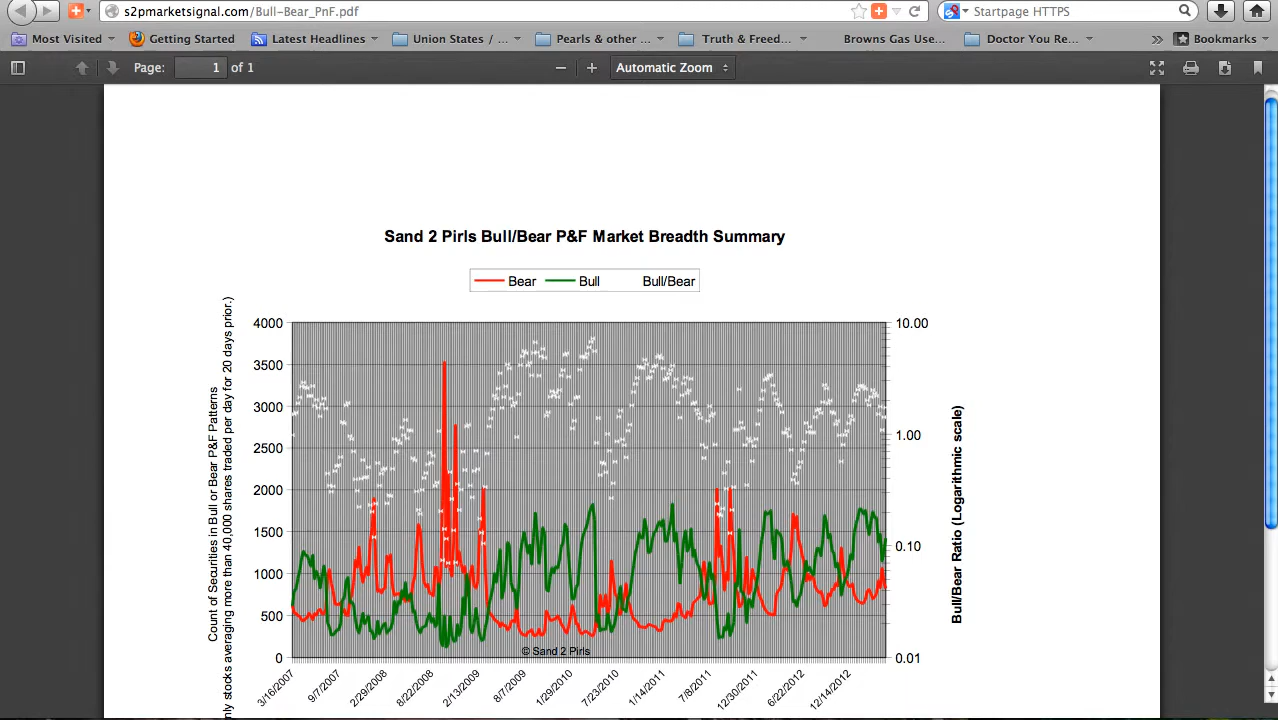 s2pmarketsignal.com/Bull-Bear_PnF.pdf
Startpage HTTPS
Most Visited
Getting Started
Latest Headlines
Union States / ...
Pearls & other ...
Truth & Freed...
Browns Gas Use...
Doctor You Re...
Bookmarks
Page: 1 of 1
Automatic Zoom
Sand 2 Pirls Bull/Bear P&F Market Breadth Summary
Bear Bull Bull/Bear
Count of Securities in Bull or Bear P&F Patterns
nly stocks averaging more than 40,000 shares traded per day for 20 days prior.)
4000
3500
3000
2500
2000
1500
1000
500
0
10.00
1.00
0.10
0.01
Bull/Bear Ratio (Logarithmic scale)
© Sand 2 Pirls
3/16/2007
9/7/2007
2/29/2008
8/22/2008
2/13/2009
8/7/2009
1/29/2010
7/23/2010
1/14/2011
7/8/2011
12/30/2011
6/22/2012
12/14/2012